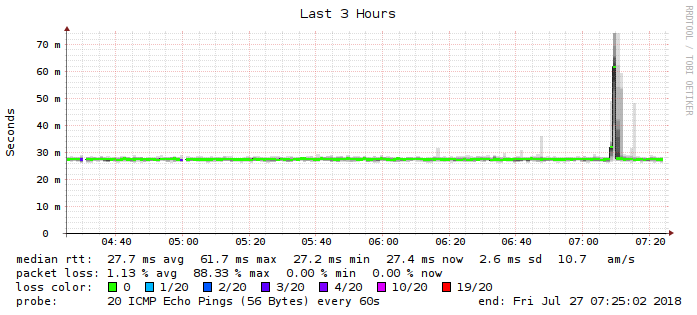 Last 3 Hours
RRDTOOL / TOBI OETIKER
Seconds
70 m
60 m
50 m
40 m
30 m
20 m
10 m
0
04:40 05:00 05:20 05:40 06:00 06:20 06:40 07:00 07:20
median rtt: 27.7 ms avg 61.7 ms max 27.2 ms min 27.4 ms now 2.6 ms sd 10.7 am/s
packet loss: 1.13 % avg 88.33 % max 0.00 % min 0.00 % now
loss color: 0 1/20 2/20 3/20 4/20 10/20 19/20
probe: 20 ICMP Echo Pings (56 Bytes) every 60s end: Fri Jul 27 07:25:02 2018